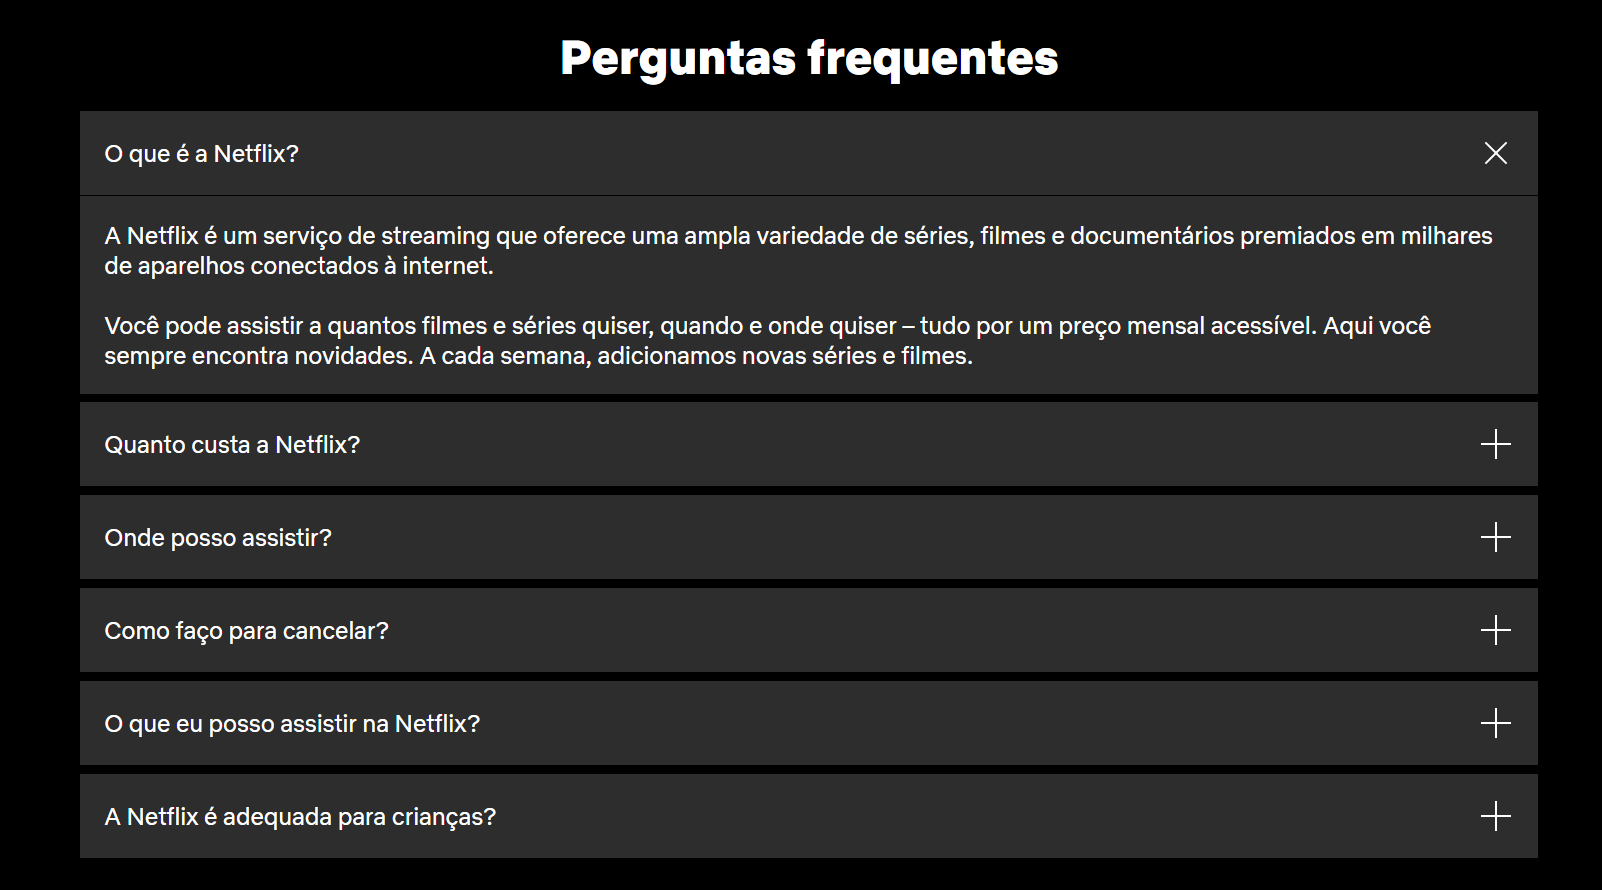 Perguntas frequentes
O que é a Netflix?
A Netflix é um serviço de streaming que oferece uma ampla variedade de séries, filmes e documentários premiados em milhares
de aparelhos conectados à internet.
Você pode assistir a quantos filmes e séries quiser, quando e onde quiser – tudo por um preço mensal acessível. Aqui você
sempre encontra novidades. A cada semana, adicionamos novas séries e filmes.
Quanto custa a Netflix?
Onde posso assistir?
Como faço para cancelar?
O que eu posso assistir na Netflix?
A Netflix é adequada para crianças?